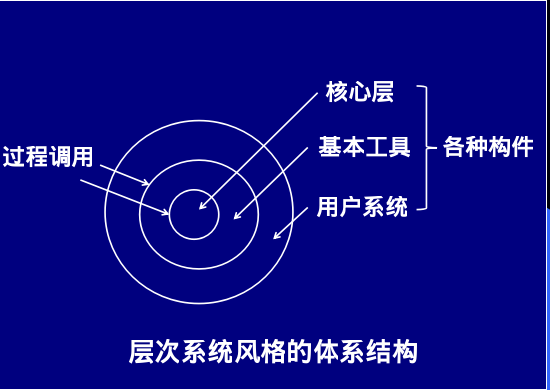 核心层
基本工具
各种构件
过程调用
用户系统
层次系统风格的体系结构